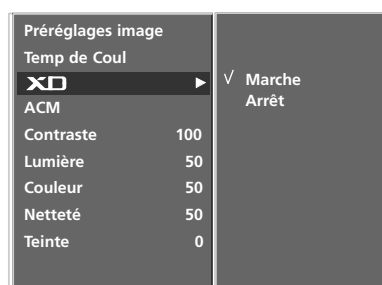 Préréglages image
Temp de Coul
XD
ACM
Contraste 100
Lumière 50
Couleur 50
Netteté 50
Teinte 0
√ Marche
Arrêt